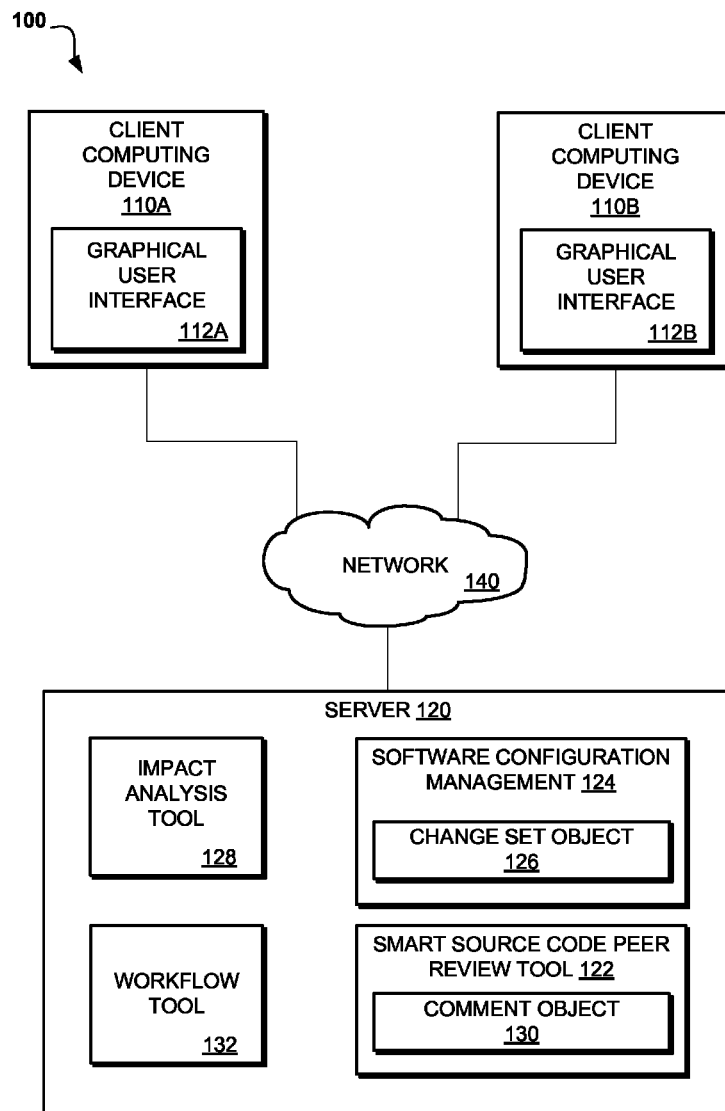 100
CLIENT
COMPUTING
DEVICE
110A
GRAPHICAL
USER
INTERFACE
112A
CLIENT
COMPUTING
DEVICE
110B
GRAPHICAL
USER
INTERFACE
112B
NETWORK
140
SERVER 120
IMPACT
ANALYSIS
TOOL
128
SOFTWARE CONFIGURATION
MANAGEMENT 124
CHANGE SET OBJECT
126
WORKFLOW
TOOL
132
SMART SOURCE CODE PEER
REVIEW TOOL 122
COMMENT OBJECT
130